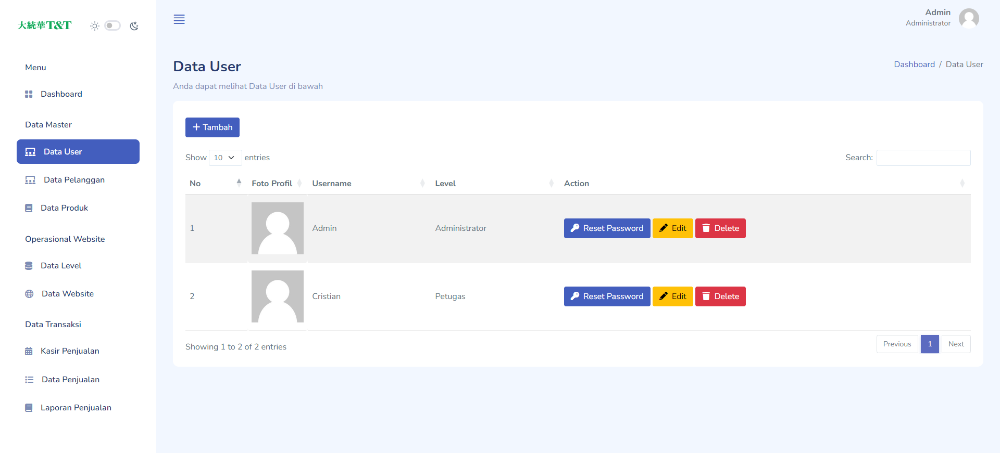 大統華T&T
Menu
Dashboard
Data Master
Data User
Data Pelanggan
Data Produk
Operasional Website
Data Level
Data Website
Data Transaksi
Kasir Penjualan
Data Penjualan
Laporan Penjualan
Admin
Administrator
Data User
Dashboard / Data User
Anda dapat melihat Data User di bawah
Tambah
Show 10 entries
Search:
No Foto Profil Username Level Action
1 Admin Administrator Reset Password Edit Delete
2 Cristian Petugas Reset Password Edit Delete
Showing 1 to 2 of 2 entries
Previous 1 Next